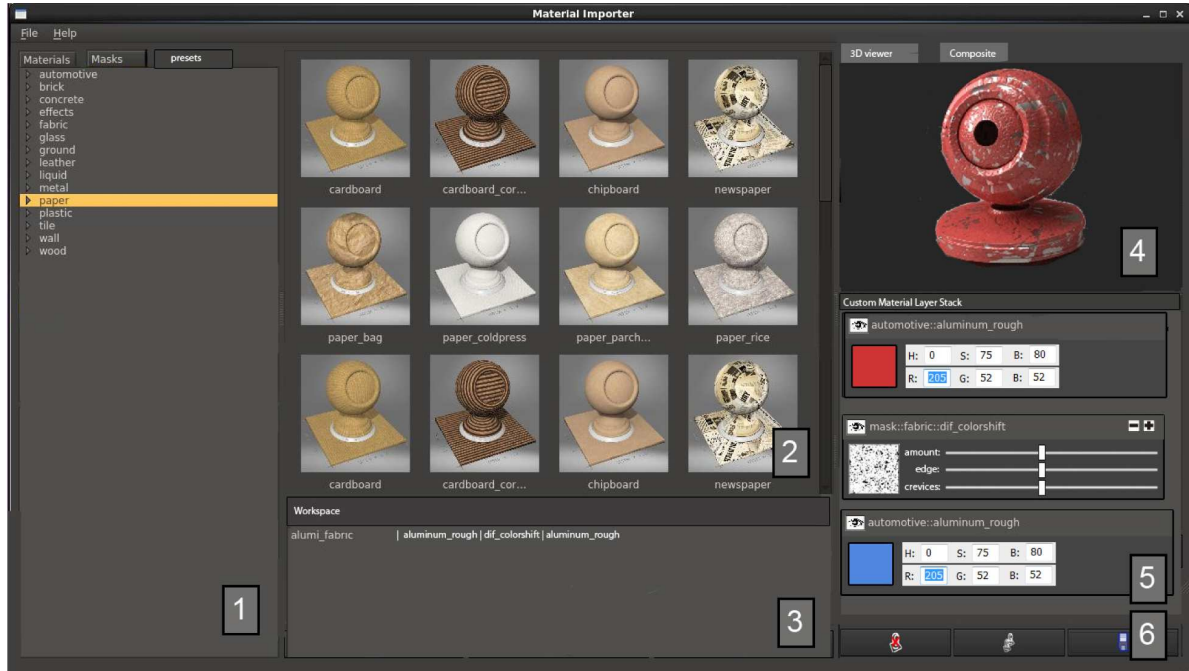 Material Importer
File Help
Materials Masks presets
automotive
brick
concrete
effects
fabric
glass
ground
leather
liquid
metal
paper
plastic
tile
wall
wood
1
cardboard cardboard_cor... chipboard newspaper
paper_bag paper_coldpress paper_parch... paper_rice
cardboard cardboard_cor... chipboard newspaper
2
Workspace
alumi_fabric | aluminum_rough | dif_colorshift | aluminum_rough
3
3D viewer Composite
4
Custom Material Layer Stack
automotive::aluminum_rough
H: 0 S: 75 B: 80
R: 205 G: 52 B: 52
mask::fabric::dif_colorshift
amount:
edge:
crevices:
automotive::aluminum_rough
H: 0 S: 75 B: 80
R: 205 G: 52 B: 52
5
6